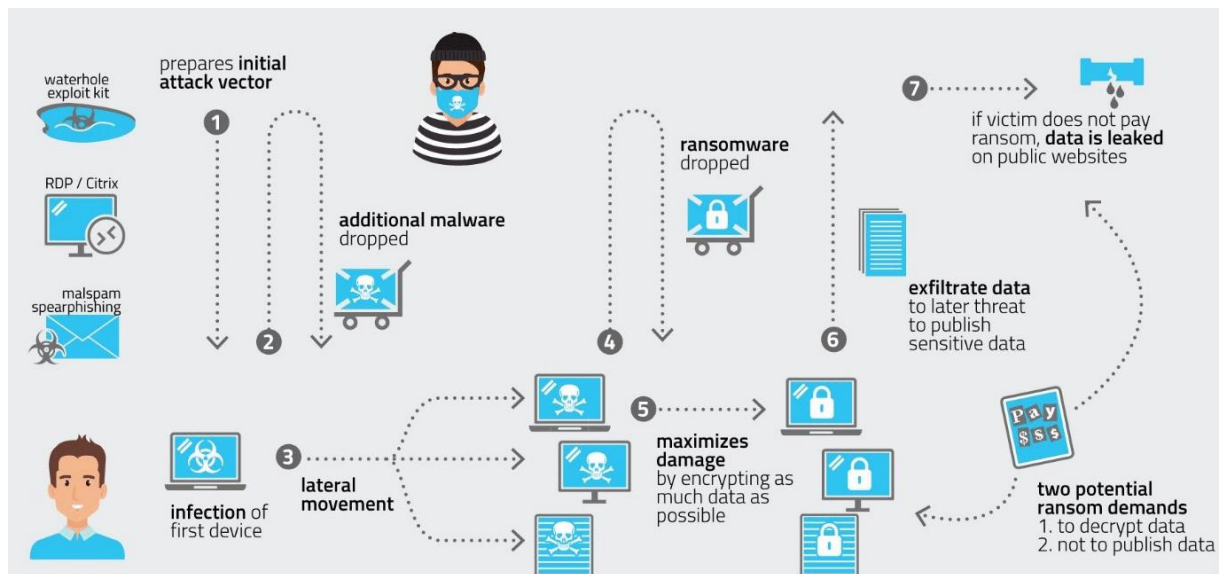 waterhole
exploit kit
RDP / Citrix
malspam
spearphishing
prepares initial
attack vector
1
2
additional malware
dropped
infection of
first device
3
lateral
movement
4
ransomware
dropped
5
maximizes
damage
by encrypting as
much data as
possible
6
exfiltrate data
to later threat
to publish
sensitive data
7
if victim does not pay
ransom, data is leaked
on public websites
Pay
$$$
two potential
ransom demands
1. to decrypt data
2. not to publish data